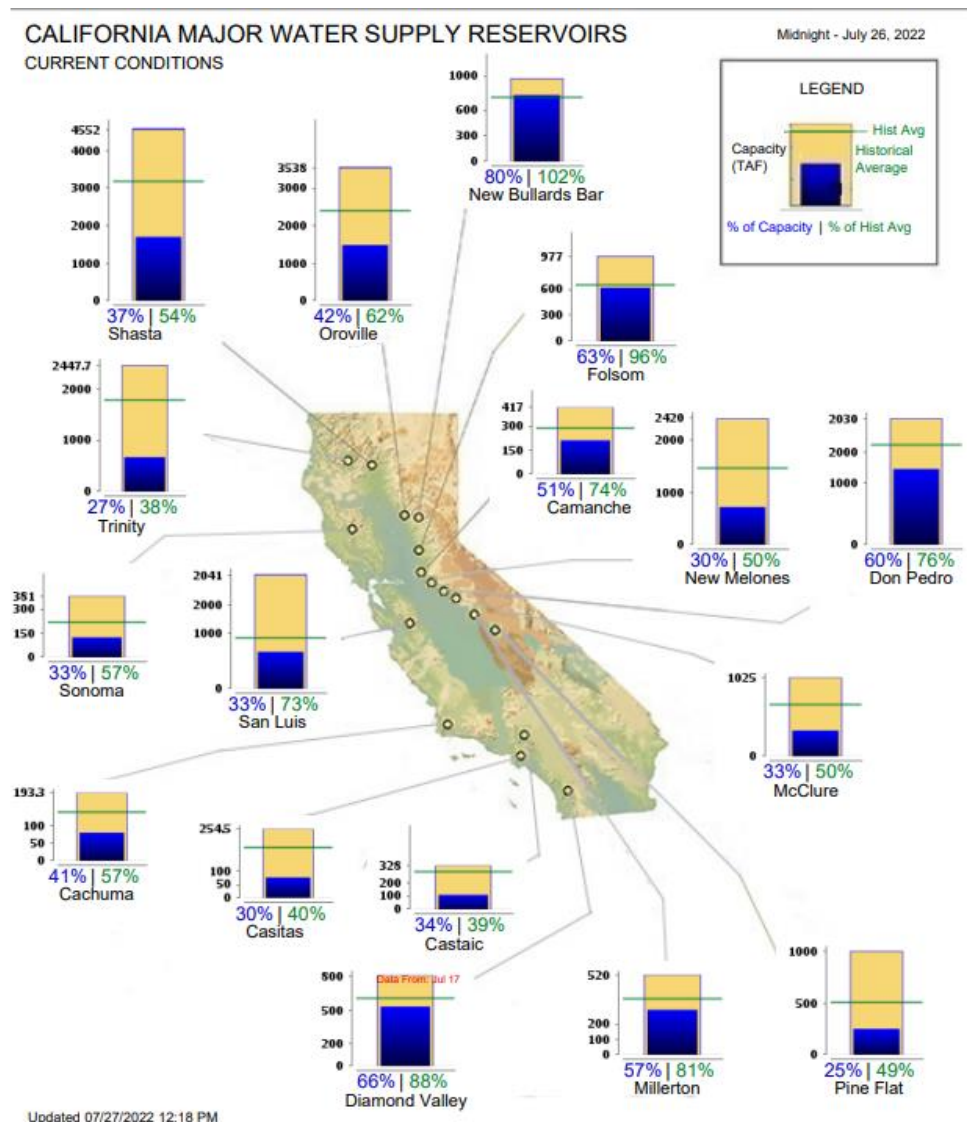 CALIFORNIA MAJOR WATER SUPPLY RESERVOIRS
CURRENT CONDITIONS
Midnight - July 26, 2022
LEGEND
Hist Avg
Capacity
(TAF)
Historical
Average
% of Capacity | % of Hist Avg
4552
4000
3000
2000
1000
0
37% | 54%
Shasta
3538
3000
2000
1000
0
42% | 62%
Oroville
1000
600
300
0
80% | 102%
New Bullards Bar
977
600
300
0
63% | 96%
Folsom
2447.7
2000
1000
0
27% | 38%
Trinity
417
300
150
0
51% | 74%
Camanche
2420
2000
1000
0
30% | 50%
New Melones
2030
2000
1000
0
60% | 76%
Don Pedro
351
300
150
0
33% | 57%
Sonoma
2041
2000
1000
0
33% | 73%
San Luis
1025
0
33% | 50%
McClure
193.3
100
50
0
41% | 57%
Cachuma
254.5
100
50
0
30% | 40%
Casitas
328
200
100
0
34% | 39%
Castaic
Data From: Jul 17
800
500
200
0
66% | 88%
Diamond Valley
520
200
100
0
57% | 81%
Millerton
1000
500
0
25% | 49%
Pine Flat
Updated 07/27/2022 12:18 PM